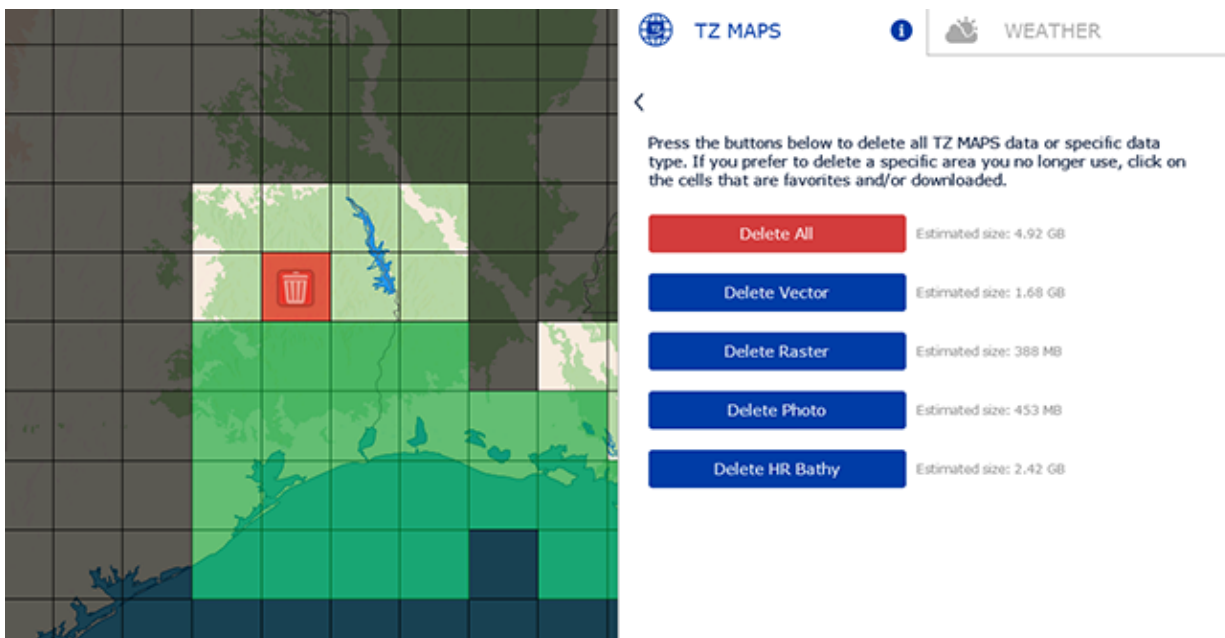 TZ MAPS
WEATHER
Press the buttons below to delete all TZ MAPS data or specific data
type. If you prefer to delete a specific area you no longer use, click on
the cells that are favorites and/or downloaded.
Delete All Estimated size: 4.92 GB
Delete Vector Estimated size: 1.68 GB
Delete Raster Estimated size: 388 MB
Delete Photo Estimated size: 453 MB
Delete HR Bathy Estimated size: 2.42 GB